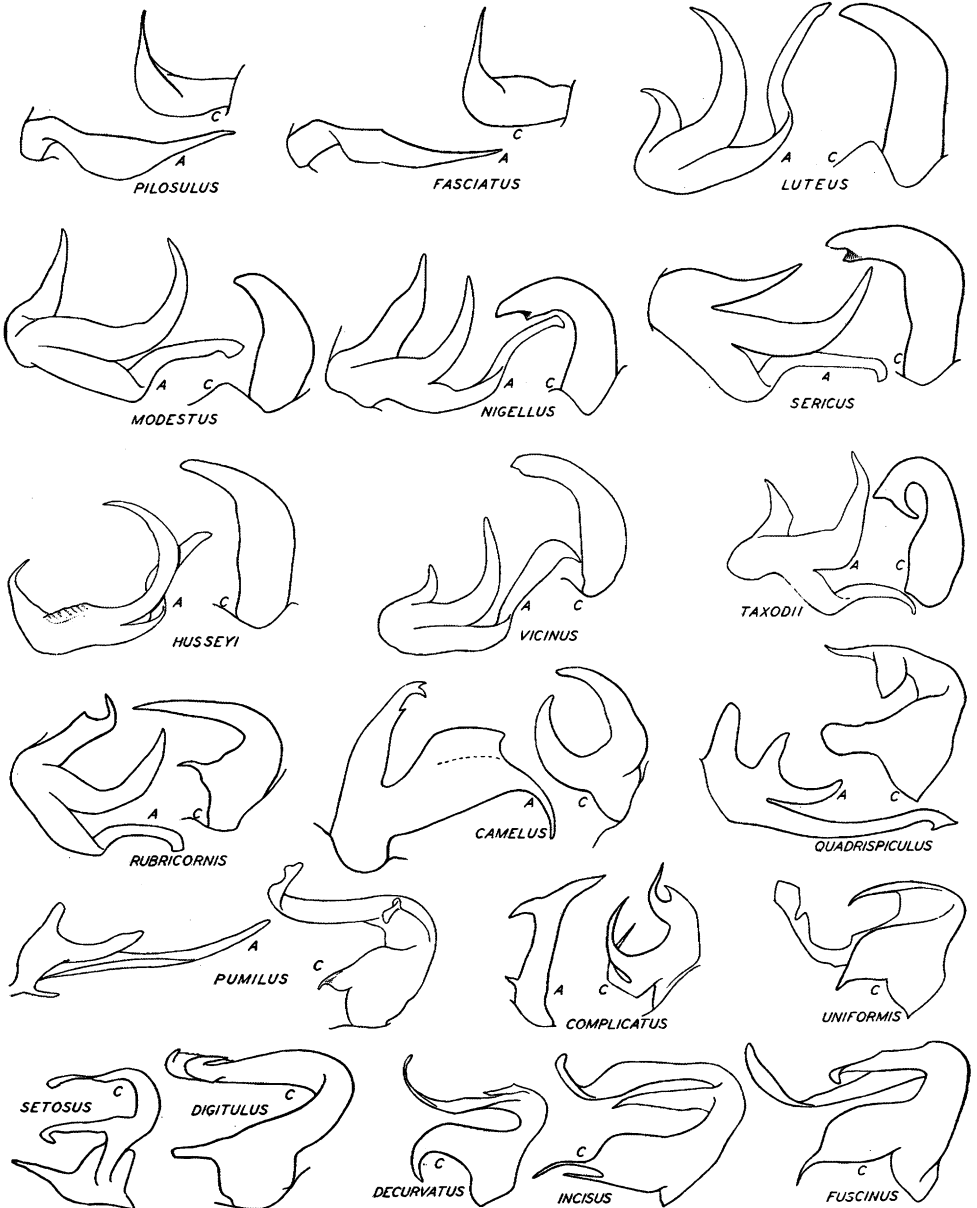 C
A
PILOSULUS
C
A
FASCIATUS
A C
LUTEUS
A C
MODESTUS
A C
NIGELLUS
C
A
SERICUS
A C
HUSSEYI
A C
VICINUS
A C
TAXODII
A C
RUBRICORNIS
A C
CAMELUS
A C
QUADRISPICULUS
A
C
PUMILUS
A C
COMPLICATUS
C
UNIFORMIS
C
SETOSUS
C
DIGITULUS
C
DECURVATUS
C
INCISUS
C
FUSCINUS